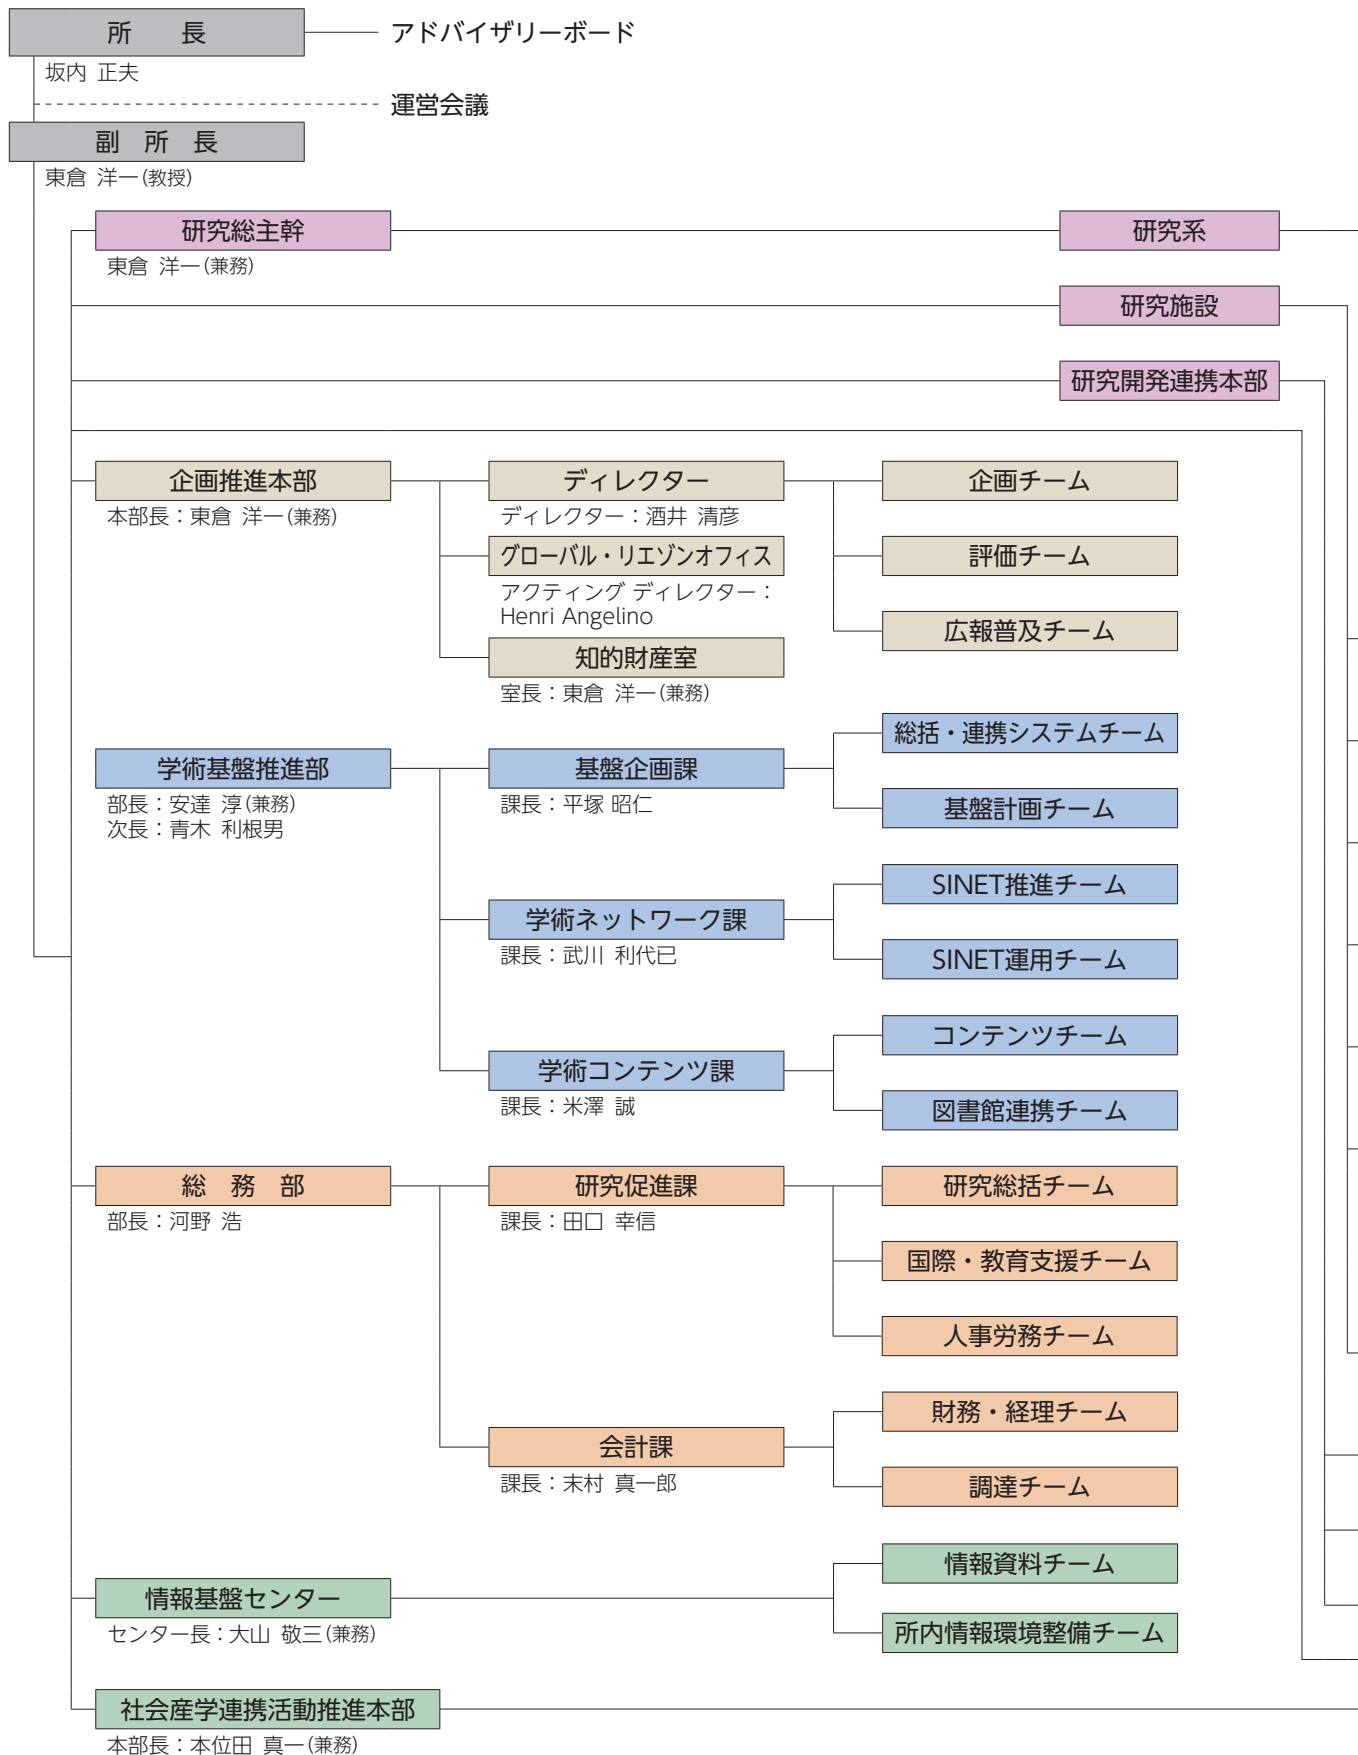 所 長
アドバイザリーボード
坂内 正夫
運営会議
副 所 長
東倉 洋一(教授)
研究総主幹
東倉 洋一(兼務)
研究系
研究施設
研究開発連携本部
企画推進本部
本部長：東倉 洋一(兼務)
ディレクター
ディレクター：酒井 清彦
企画チーム
グローバル・リエゾンオフィス
アクティング ディレクター：
Henri Angelino
評価チーム
広報普及チーム
知的財産室
室長：東倉 洋一(兼務)
学術基盤推進部
部長：安達 淳(兼務)
次長：青木 利根男
基盤企画課
課長：平塚 昭仁
総括・連携システムチーム
基盤計画チーム
学術ネットワーク課
課長：武川 利代已
SINET推進チーム
SINET運用チーム
学術コンテンツ課
課長：米澤 誠
コンテンツチーム
図書館連携チーム
総 務 部
部長：河野 浩
研究促進課
課長：田口 幸信
研究総括チーム
国際・教育支援チーム
人事労務チーム
会計課
課長：末村 真一郎
財務・経理チーム
調達チーム
情報基盤センター
センター長：大山 敬三(兼務)
情報資料チーム
所内情報環境整備チーム
社会産学連携活動推進本部
本部長：本位田 真一(兼務)